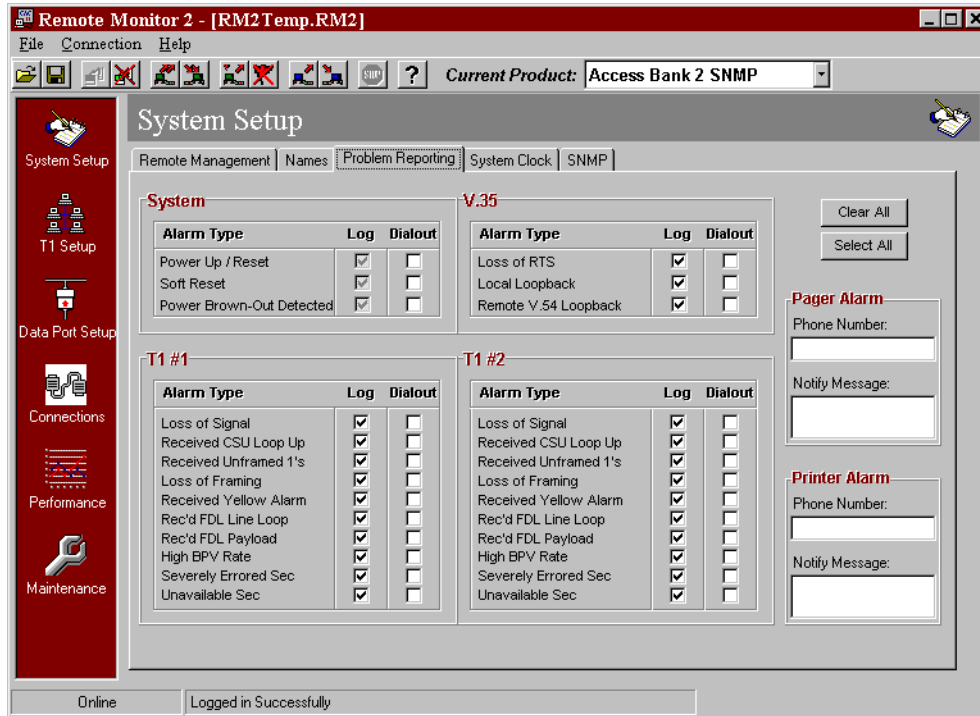 Remote Monitor 2 - [RM2Temp.RM2]
File Connection Help
Current Product: Access Bank 2 SNMP
System Setup
T1 Setup
Data Port Setup
Connections
Performance
Maintenance
System Setup
Remote Management Names Problem Reporting System Clock SNMP
System
Alarm Type Log Dialout
Power Up / Reset
Soft Reset
Power Brown-Out Detected
V.35
Alarm Type Log Dialout
Loss of RTS
Local Loopback
Remote V.54 Loopback
T1 #1
Alarm Type Log Dialout
Loss of Signal
Received CSU Loop Up
Received Unframed 1's
Loss of Framing
Received Yellow Alarm
Rec'd FDL Line Loop
Rec'd FDL Payload
High BPV Rate
Severely Errored Sec
Unavailable Sec
T1 #2
Alarm Type Log Dialout
Loss of Signal
Received CSU Loop Up
Received Unframed 1's
Loss of Framing
Received Yellow Alarm
Rec'd FDL Line Loop
Rec'd FDL Payload
High BPV Rate
Severely Errored Sec
Unavailable Sec
Clear All
Select All
Pager Alarm
Phone Number:
Notify Message:
Printer Alarm
Phone Number:
Notify Message:
Online Logged in Successfully